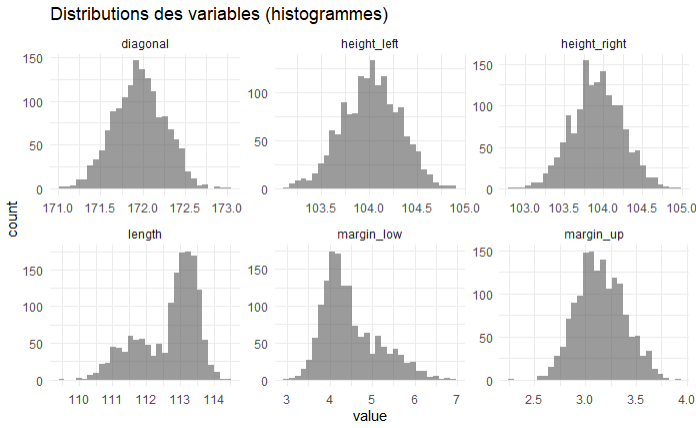 Distributions des variables (histogrammes)
diagonal height_left height_right
150
100
50
0
171.0 171.5 172.0 172.5 173.0
100
50
0
103.5 104.0 104.5 105.0
150
100
50
0
103.0 103.5 104.0 104.5 105.0
count
length margin_low margin_up
150
100
50
0
110 111 112 113 114
150
100
50
0
3 4 5 6 7
150
100
50
0
2.5 3.0 3.5 4.0
value